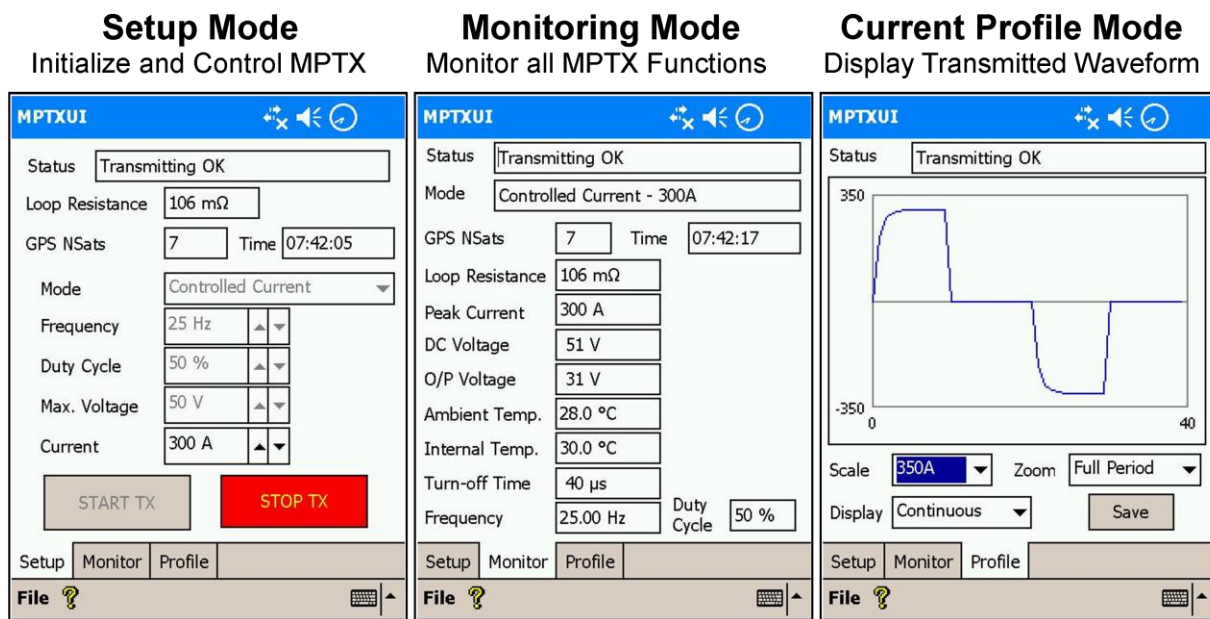 Setup Mode
Initialize and Control MPTX
MPTXUI
Status Transmitting OK
Loop Resistance 106 mΩ
GPS NSats 7 Time 07:42:05
Mode Controlled Current
Frequency 25 Hz
Duty Cycle 50 %
Max. Voltage 50 V
Current 300 A
START TX STOP TX
Setup Monitor Profile
File ?
Monitoring Mode
Monitor all MPTX Functions
MPTXUI
Status Transmitting OK
Mode Controlled Current - 300A
GPS NSats 7 Time 07:42:17
Loop Resistance 106 mΩ
Peak Current 300 A
DC Voltage 51 V
O/P Voltage 31 V
Ambient Temp. 28.0 °C
Internal Temp. 30.0 °C
Turn-off Time 40 µs
Frequency 25.00 Hz Duty Cycle 50 %
Setup Monitor Profile
File ?
Current Profile Mode
Display Transmitted Waveform
MPTXUI
Status Transmitting OK
350
-350
0 40
Scale 350A Zoom Full Period
Display Continuous Save
Setup Monitor Profile
File ?